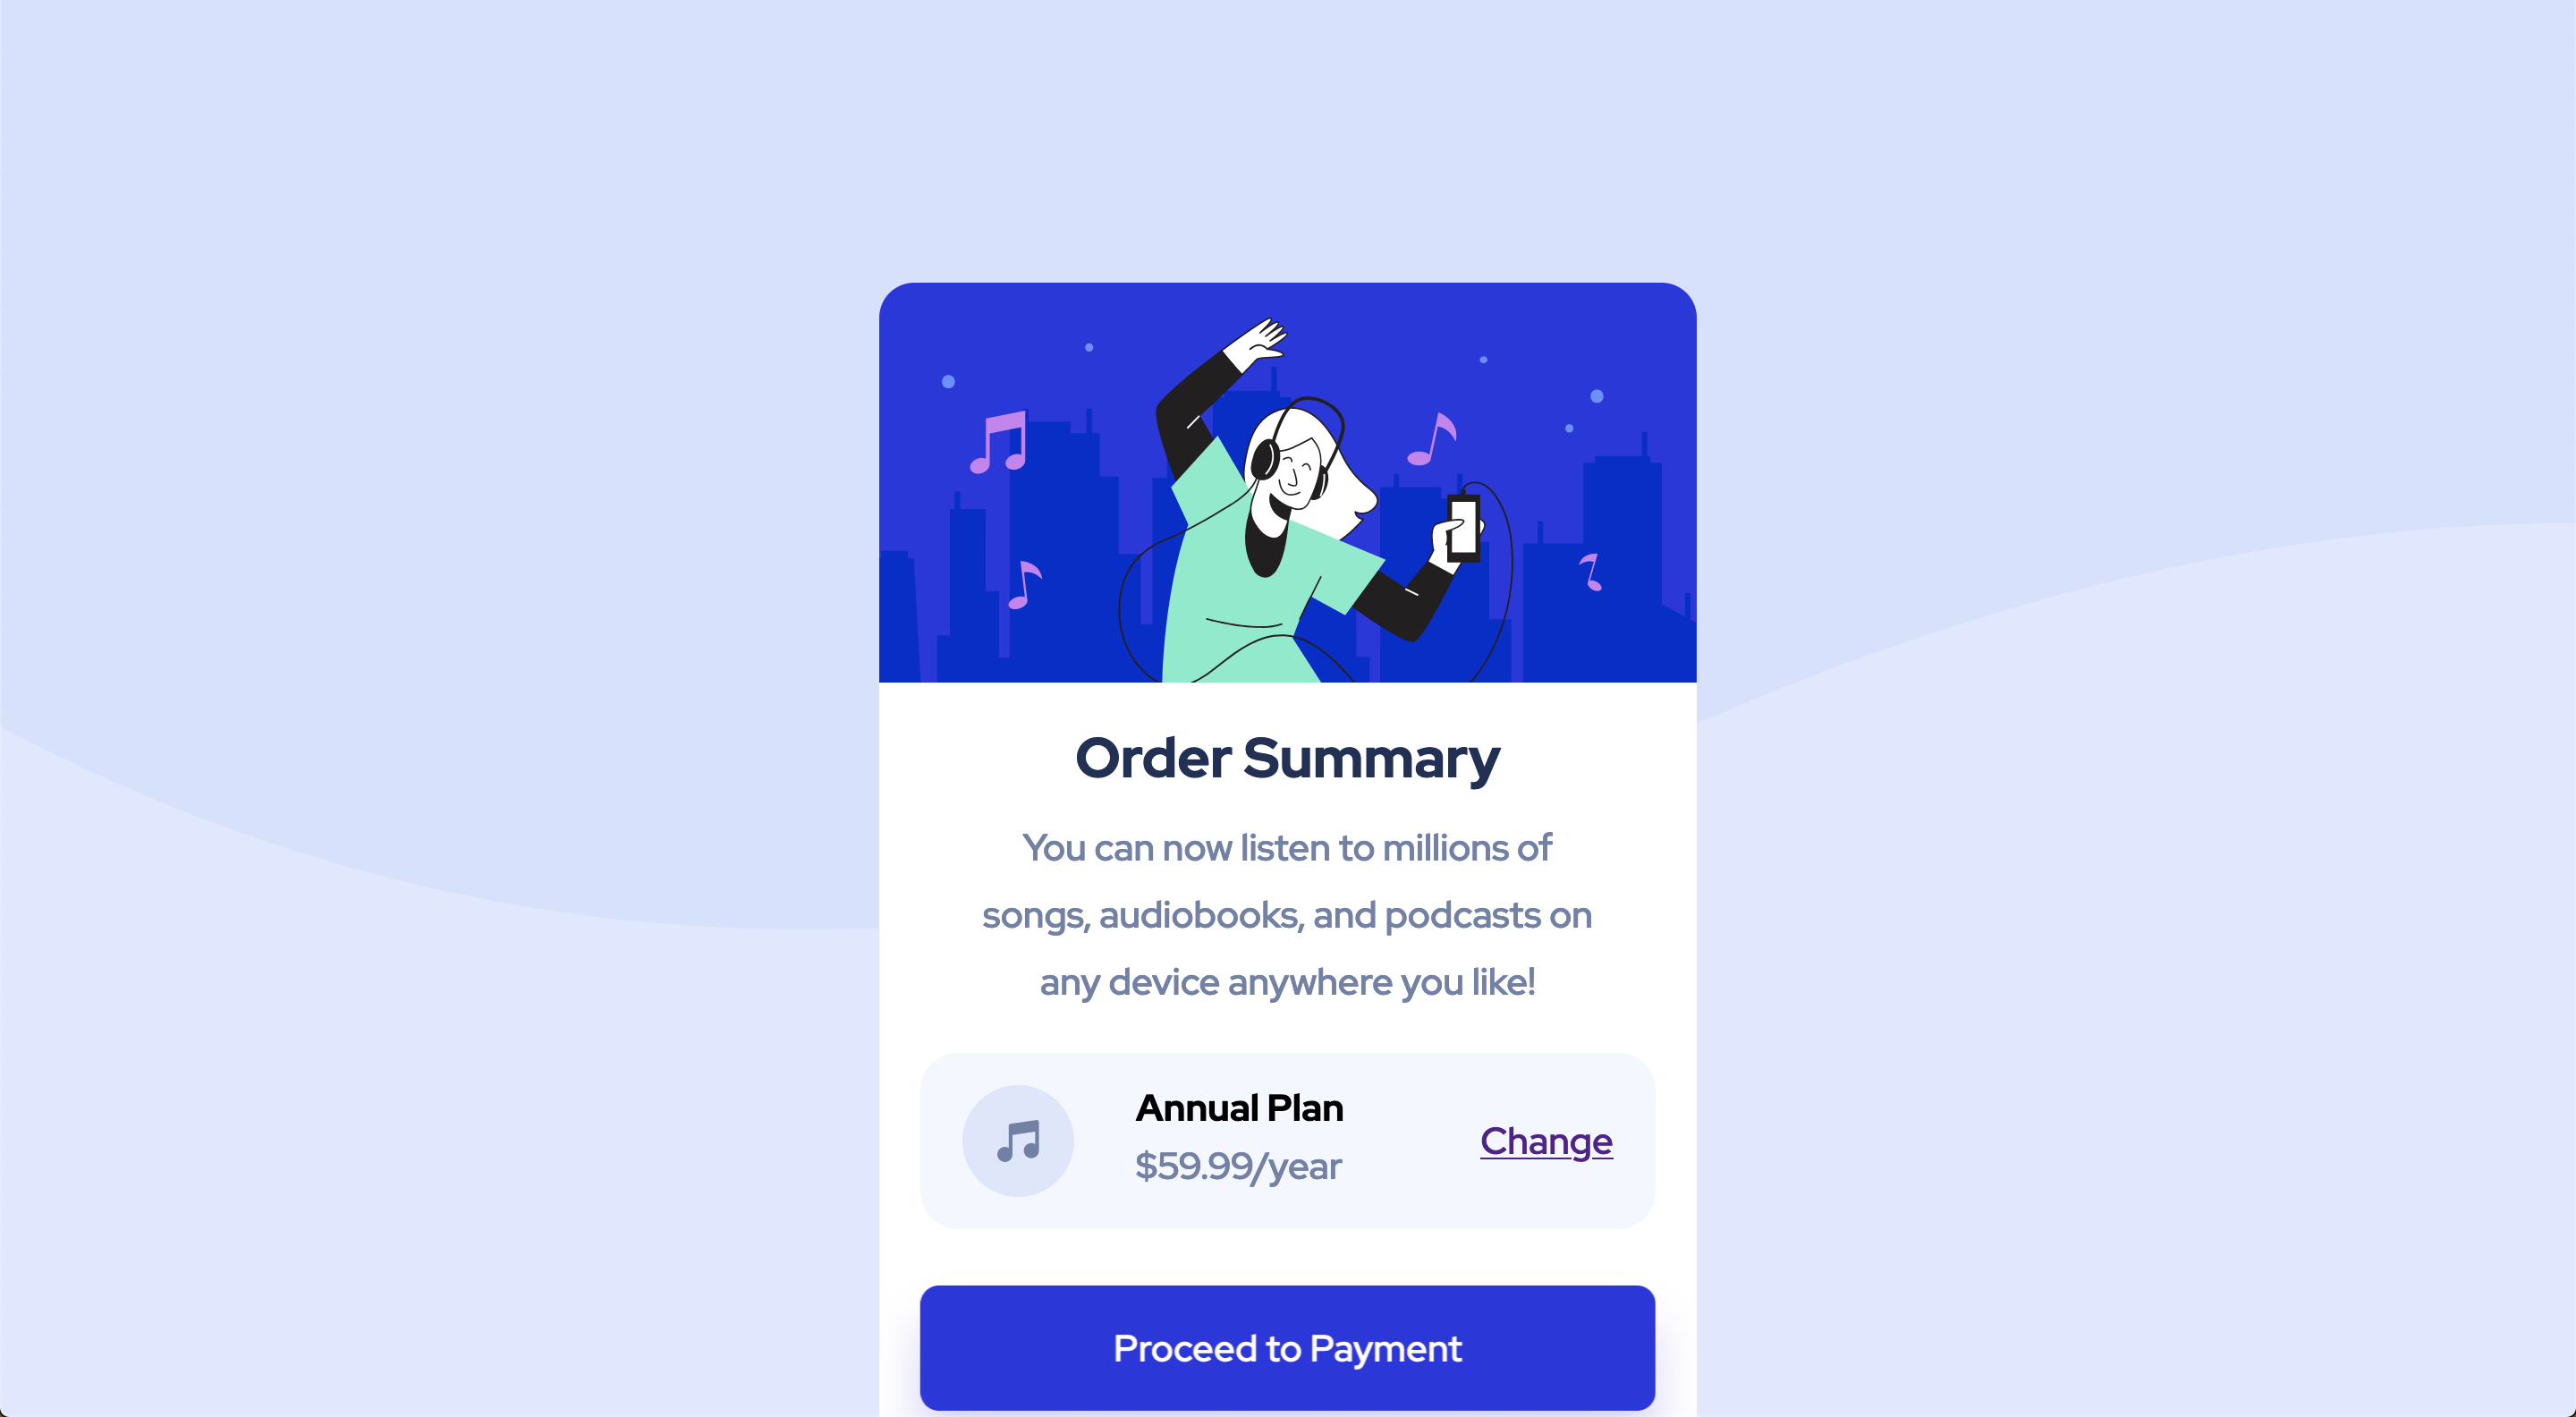 Order Summary
You can now listen to millions of
songs, audiobooks, and podcasts on
any device anywhere you like!
Annual Plan
$59.99/year
Change
Proceed to Payment